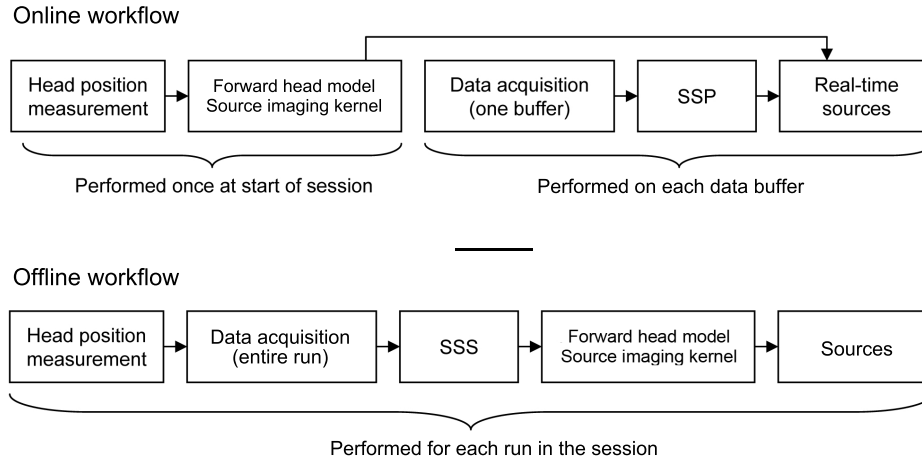 Online workflow
Head position
measurement
Forward head model
Source imaging kernel
Data acquisition
(one buffer)
SSP
Real-time
sources
Performed once at start of session
Performed on each data buffer
Offline workflow
Head position
measurement
Data acquisition
(entire run)
SSS
Forward head model
Source imaging kernel
Sources
Performed for each run in the session